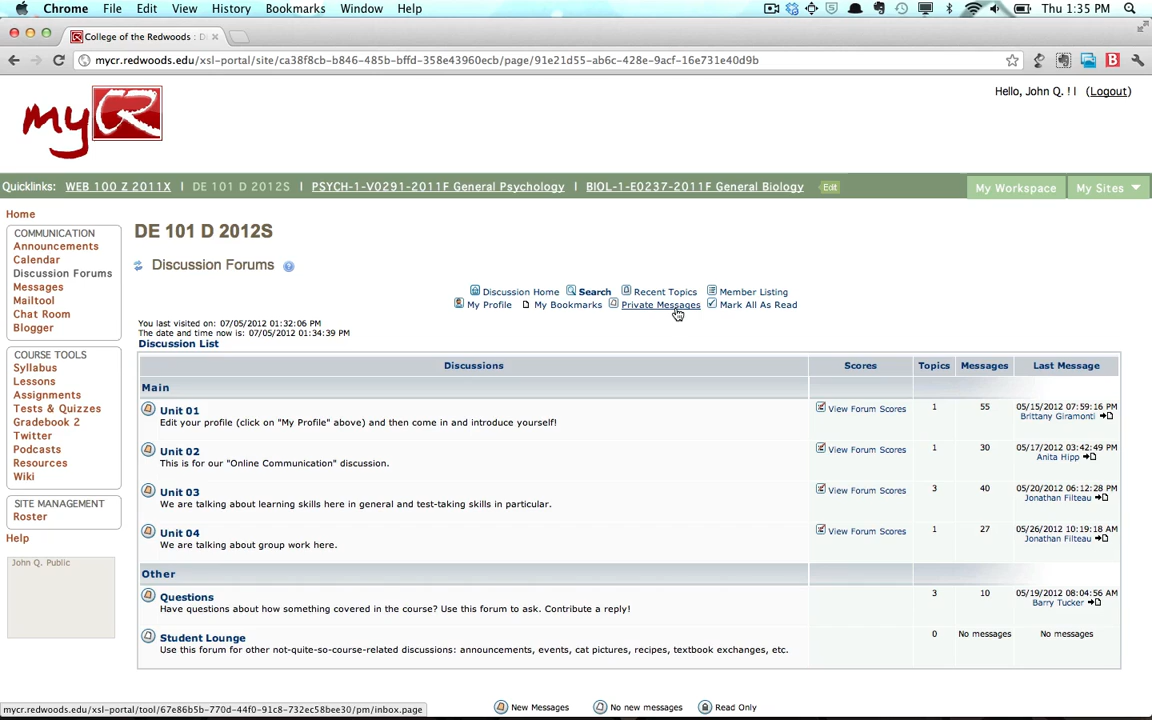 Chrome File Edit View History Bookmarks Window Help Thu 1:35 PM
College of the Redwoods : D
mycr.redwoods.edu/xsl-portal/site/ca38f8cb-b846-485b-bffd-358e43960ecb/page/91e21d55-ab6c-428e-9acf-16e731e40d9b
Hello, John Q. ! | (Logout)
myCR
Quicklinks: WEB 100 Z 2011X | DE 101 D 2012S | PSYCH-1-V0291-2011F General Psychology | BIOL-1-E0237-2011F General Biology Edit My Workspace My Sites
Home
COMMUNICATION
Announcements
Calendar
Discussion Forums
Messages
Mailtool
Chat Room
Blogger
COURSE TOOLS
Syllabus
Lessons
Assignments
Tests & Quizzes
Gradebook 2
Twitter
Podcasts
Resources
Wiki
SITE MANAGEMENT
Roster
Help
John Q. Public
DE 101 D 2012S
Discussion Forums
Discussion Home Search Recent Topics Member Listing
My Profile My Bookmarks Private Messages Mark All As Read
You last visited on: 07/05/2012 01:32:06 PM
The date and time now is: 07/05/2012 01:34:39 PM
Discussion List
Discussions Scores Topics Messages Last Message
Main
Unit 01 View Forum Scores 1 55 05/15/2012 07:59:16 PM
Edit your profile (click on "My Profile" above) and then come in and introduce yourself! Brittany Giramonti
Unit 02 View Forum Scores 1 30 05/17/2012 03:42:49 PM
This is for our "Online Communication" discussion. Anita Hipp
Unit 03 View Forum Scores 3 40 05/20/2012 06:12:28 PM
We are talking about learning skills here in general and test-taking skills in particular. Jonathan Filteau
Unit 04 View Forum Scores 1 27 05/26/2012 10:19:18 AM
We are talking about group work here. Jonathan Filteau
Other
Questions 3 10 05/19/2012 08:04:56 AM
Have questions about how something covered in the course? Use this forum to ask. Contribute a reply! Barry Tucker
Student Lounge 0 No messages No messages
Use this forum for other not-quite-so-course-related discussions: announcements, events, cat pictures, recipes, textbook exchanges, etc.
New Messages No new messages Read Only
mycr.redwoods.edu/xsl-portal/tool/67e86b5b-770d-44f0-91c8-732ec58bee30/pm/inbox.page